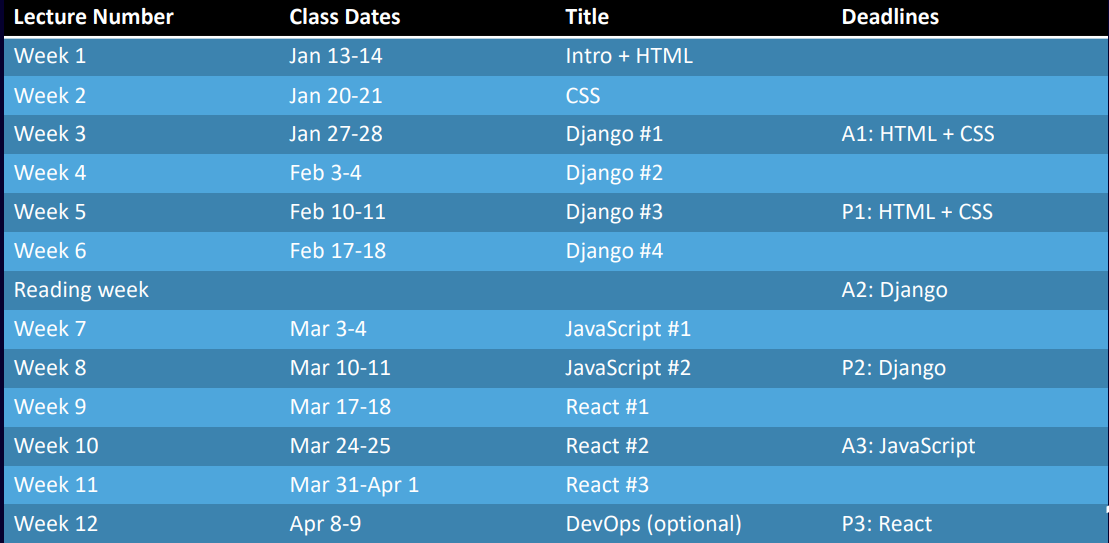 Lecture Number Class Dates Title Deadlines
Week 1 Jan 13-14 Intro + HTML
Week 2 Jan 20-21 CSS
Week 3 Jan 27-28 Django #1 A1: HTML + CSS
Week 4 Feb 3-4 Django #2
Week 5 Feb 10-11 Django #3 P1: HTML + CSS
Week 6 Feb 17-18 Django #4
Reading week A2: Django
Week 7 Mar 3-4 JavaScript #1
Week 8 Mar 10-11 JavaScript #2 P2: Django
Week 9 Mar 17-18 React #1
Week 10 Mar 24-25 React #2 A3: JavaScript
Week 11 Mar 31-Apr 1 React #3
Week 12 Apr 8-9 DevOps (optional) P3: React